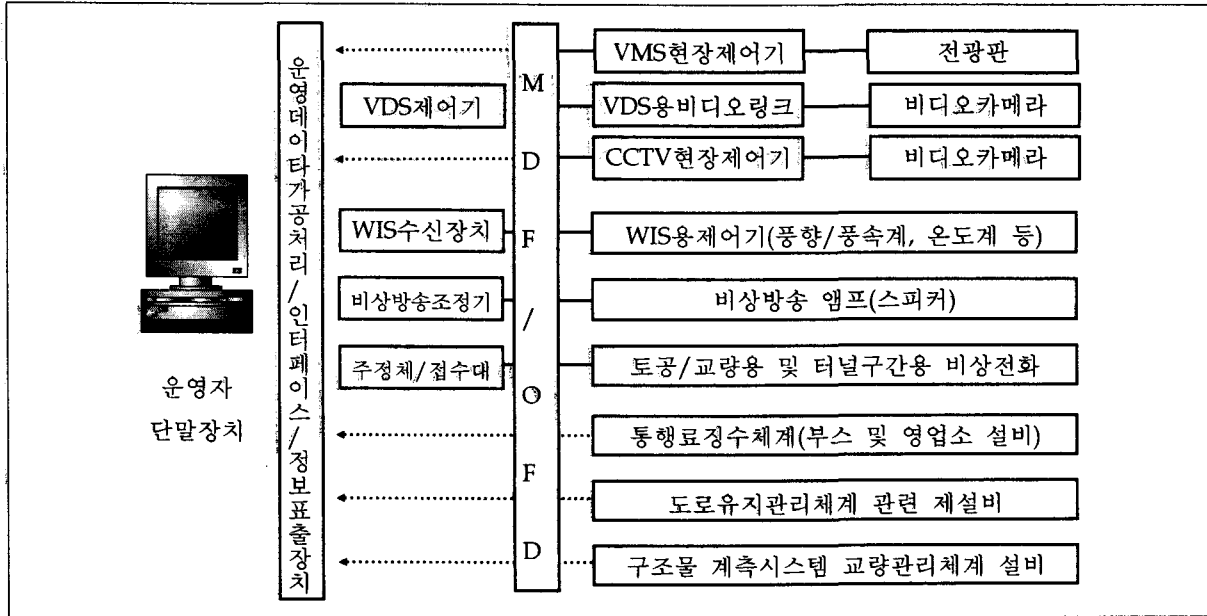 운영자
단말장치
운영데이타가공처리/인터페이스/정보표출장치
VDS제어기
WIS수신장치
비상방송조정기
주정체/접수대
MDF/OFD
VMS현장제어기
전광판
VDS용비디오링크
비디오카메라
CCTV현장제어기
비디오카메라
WIS용제어기(풍향/풍속계, 온도계 등)
비상방송 앰프(스피커)
토공/교량용 및 터널구간용 비상전화
통행료징수체계(부스 및 영업소 설비)
도로유지관리체계 관련 제설비
구조물 계측시스템 교량관리체계 설비